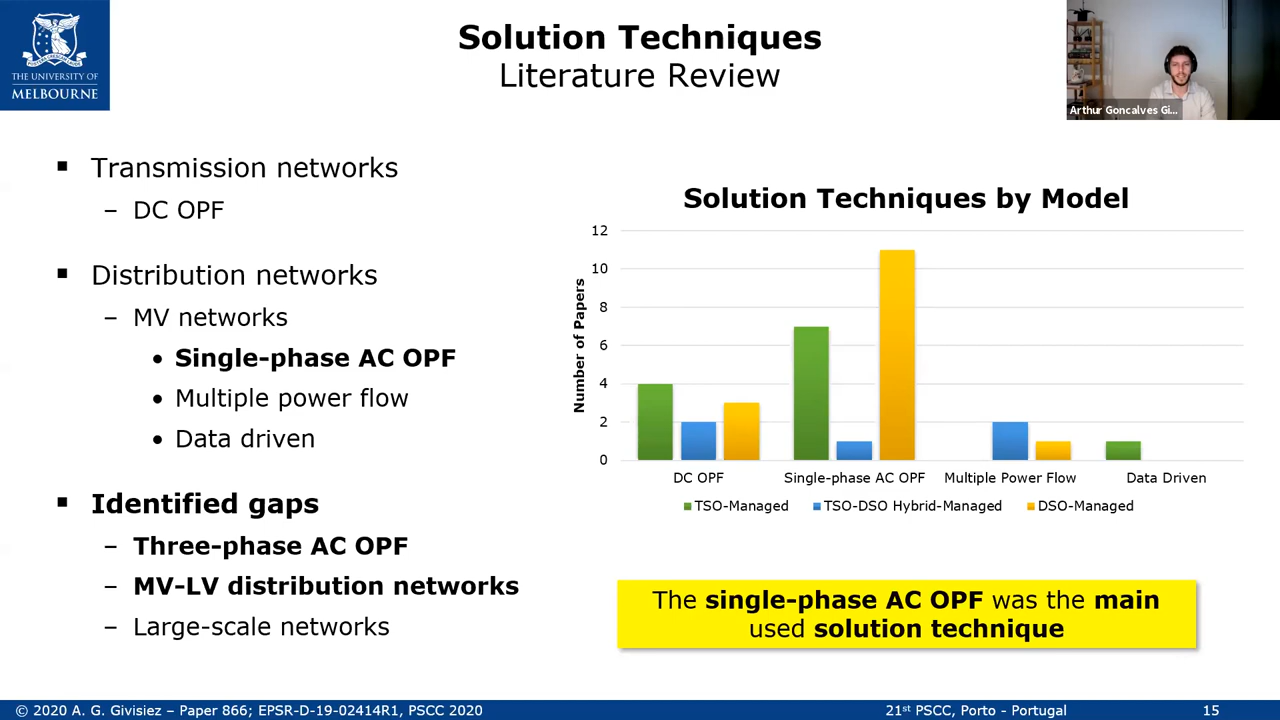 THE UNIVERSITY OF
MELBOURNE
Solution Techniques
Literature Review
Arthur Goncalves Gi...
▪ Transmission networks
– DC OPF
▪ Distribution networks
– MV networks
• Single-phase AC OPF
• Multiple power flow
• Data driven
▪ Identified gaps
– Three-phase AC OPF
– MV-LV distribution networks
– Large-scale networks
Solution Techniques by Model
Number of Papers
12
10
8
6
4
2
0
DC OPF Single-phase AC OPF Multiple Power Flow Data Driven
TSO-Managed TSO-DSO Hybrid-Managed DSO-Managed
The single-phase AC OPF was the main
used solution technique
© 2020 A. G. Givisiez – Paper 866; EPSR-D-19-02414R1, PSCC 2020 21st PSCC, Porto - Portugal 15